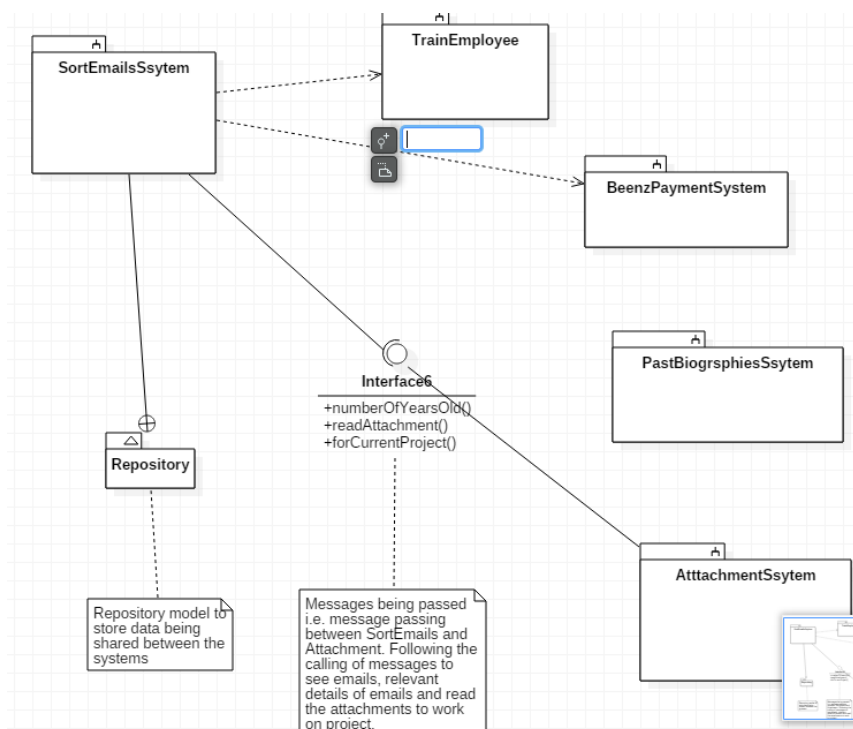 TrainEmployee
SortEmailsSsytem
BeenzPaymentSystem
PastBiogrsphiesSsytem
Interface6
+numberOfYearsOld()
+readAttachment()
+forCurrentProject()
Repository
AtttachmentSsytem
Repository model to
store data being
shared between the
systems
Messages being passed
i.e. message passing
between SortEmails and
Attachment. Following the
calling of messages to
see emails, relevant
details of emails and read
the attachments to work
on project.